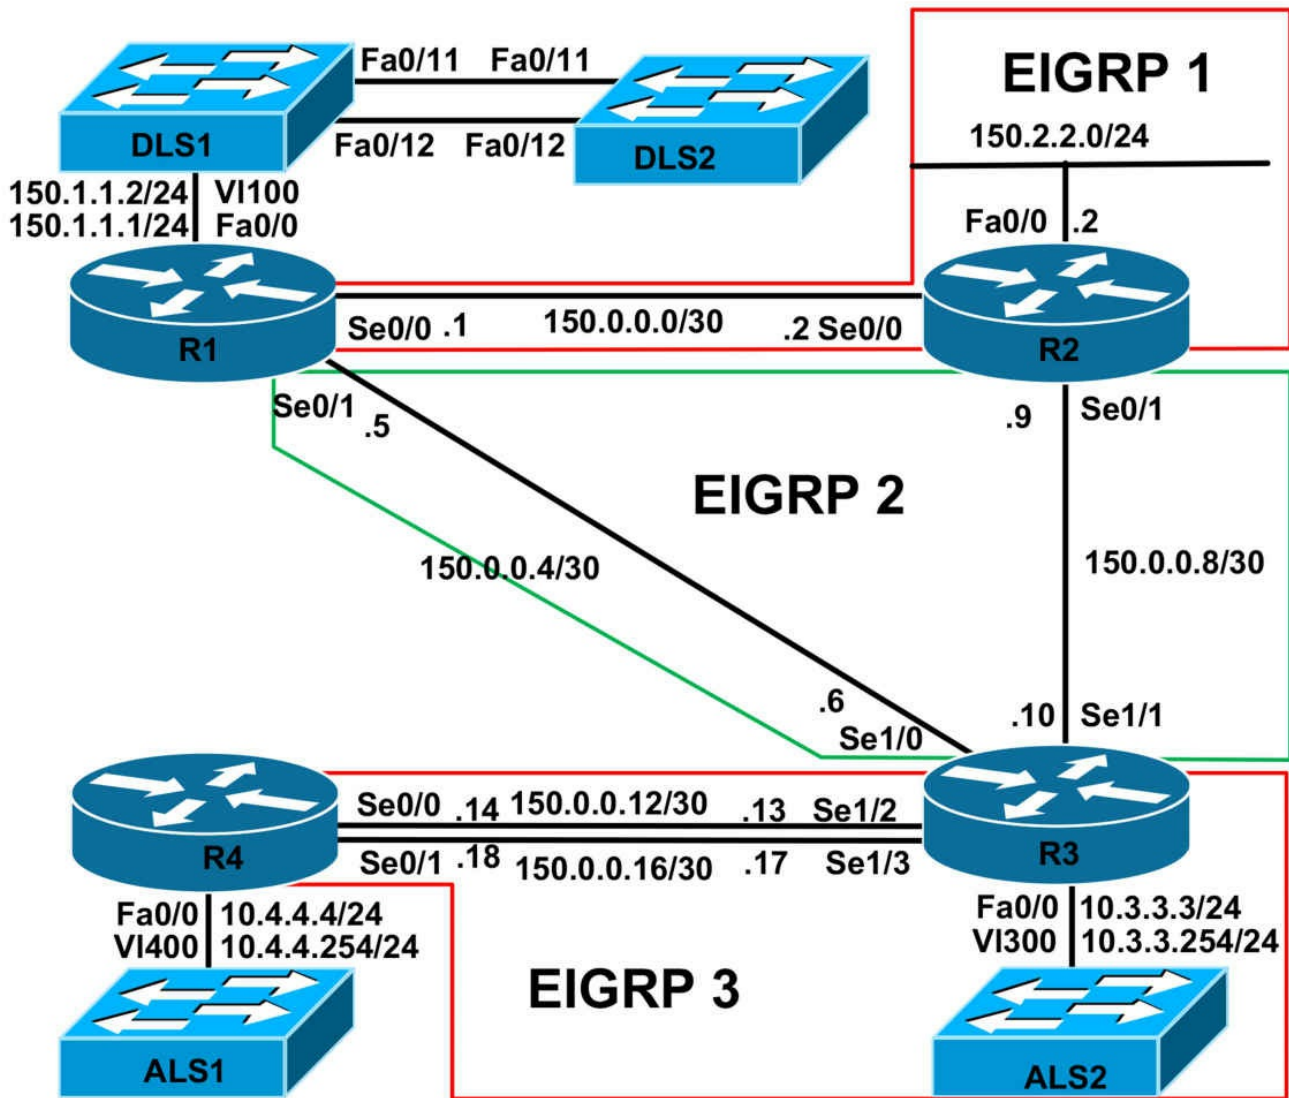 Fa0/11 Fa0/11
EIGRP 1
DLS1
Fa0/12 Fa0/12
DLS2
150.2.2.0/24
150.1.1.2/24 Vl100
150.1.1.1/24 Fa0/0
Fa0/0 .2
Se0/0 .1 150.0.0.0/30 .2 Se0/0
R1
R2
Se0/1 .5
.9 Se0/1
EIGRP 2
150.0.0.4/30
150.0.0.8/30
.6
Se1/0
.10 Se1/1
Se0/0 .14 150.0.0.12/30 .13 Se1/2
R4
R3
Se0/1 .18 150.0.0.16/30 .17 Se1/3
Fa0/0 10.4.4.4/24
Vl400 10.4.4.254/24
Fa0/0 10.3.3.3/24
Vl300 10.3.3.254/24
EIGRP 3
ALS1
ALS2